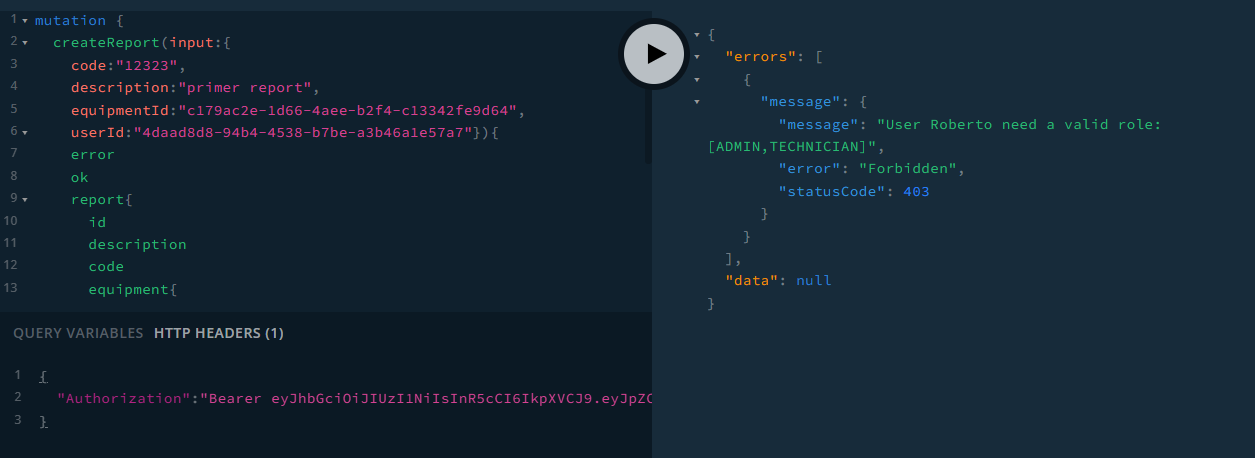 1 mutation {
2 createReport(input:{
3 code:"12323",
4 description:"primer report",
5 equipmentId:"c179ac2e-1d66-4aee-b2f4-c13342fe9d64",
6 userId:"4daad8d8-94b4-4538-b7be-a3b46a1e57a7"}){
7 error
8 ok
9 report{
10 id
11 description
12 code
13 equipment{
QUERY VARIABLES HTTP HEADERS (1)
1 {
2 "Authorization":"Bearer eyJhbGciOiJIUzI1NiIsInR5cCI6IkpXVCJ9.eyJpZC
3 }
{
"errors": [
{
"message": {
"message": "User Roberto need a valid role:
[ADMIN,TECHNICIAN]",
"error": "Forbidden",
"statusCode": 403
}
}
],
"data": null
}